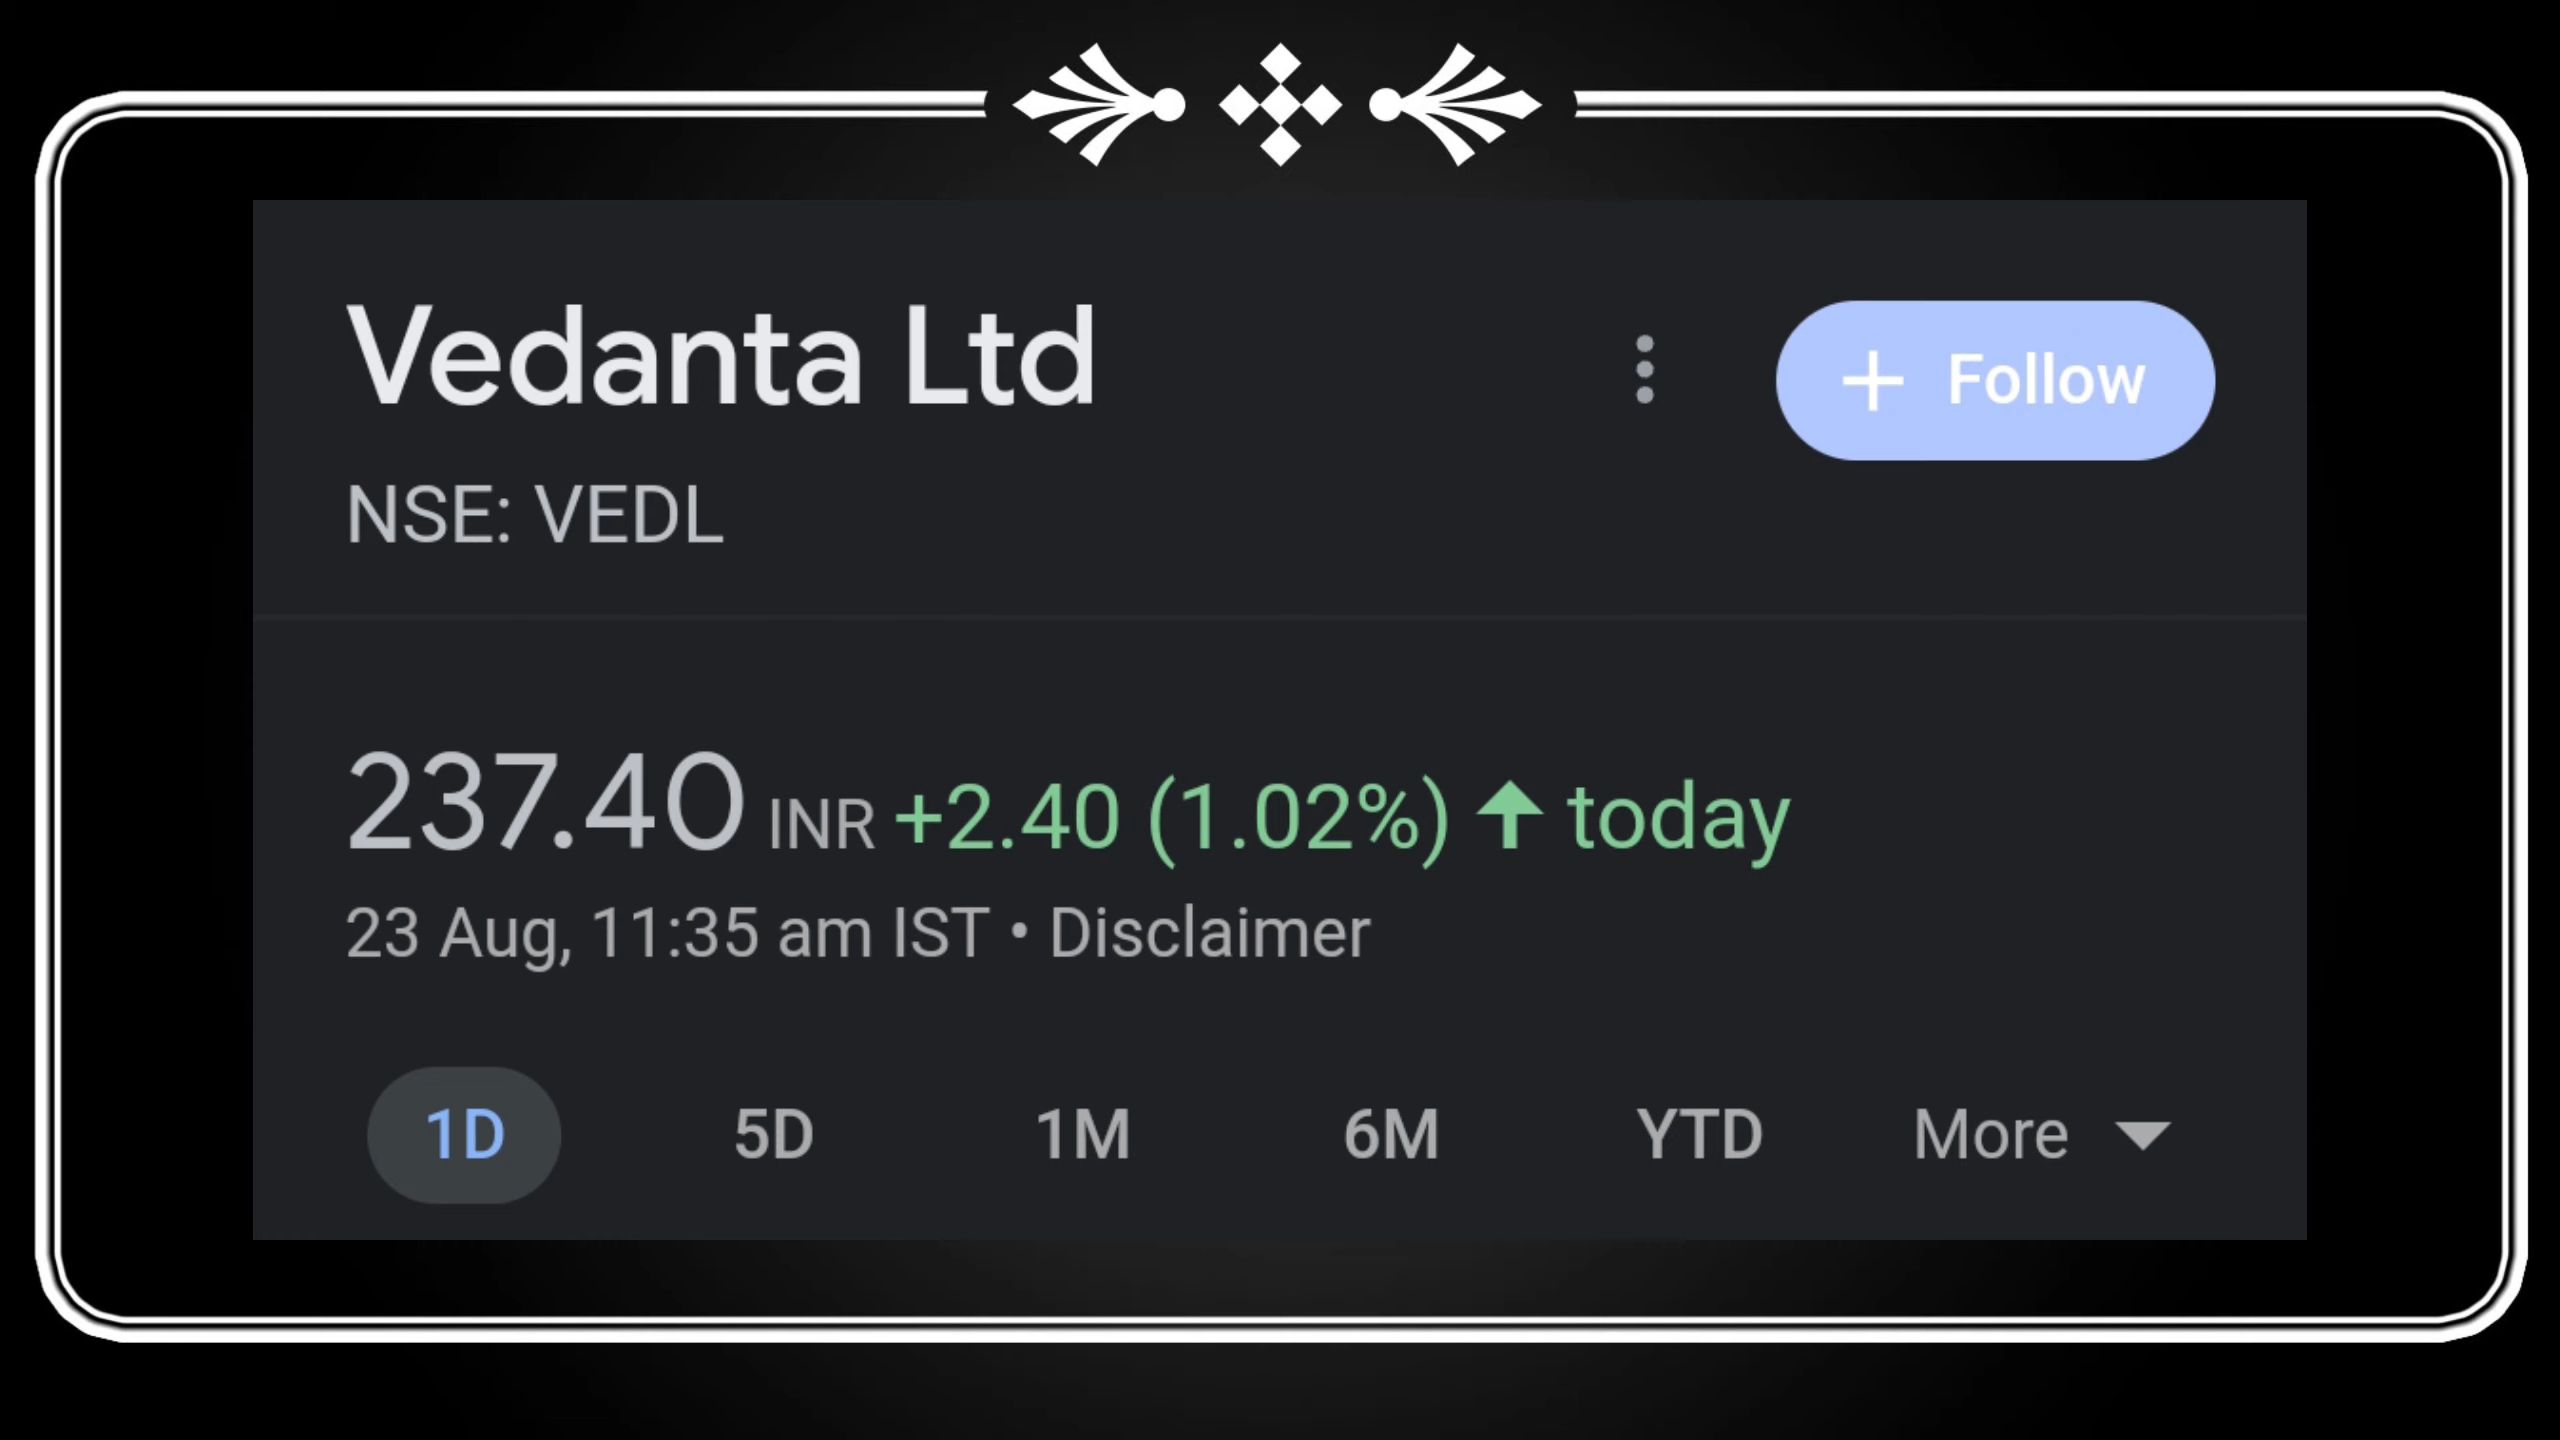 Vedanta Ltd
+ Follow
NSE: VEDL
237.40 INR +2.40 (1.02%) ↑ today
23 Aug, 11:35 am IST • Disclaimer
1D 5D 1M 6M YTD More